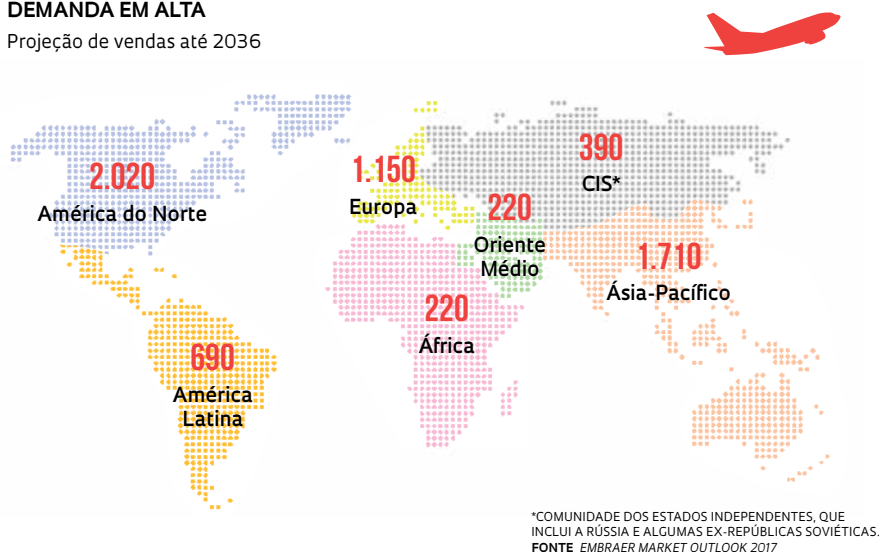 DEMANDA EM ALTA
Projeção de vendas até 2036
2.020
América do Norte
1.150
Europa
390
CIS*
220
Oriente
Médio
1.710
Ásia-Pacífico
220
África
690
América
Latina
*COMUNIDADE DOS ESTADOS INDEPENDENTES, QUE
INCLUI A RÚSSIA E ALGUMAS EX-REPÚBLICAS SOVIÉTICAS.
FONTE EMBRAER MARKET OUTLOOK 2017